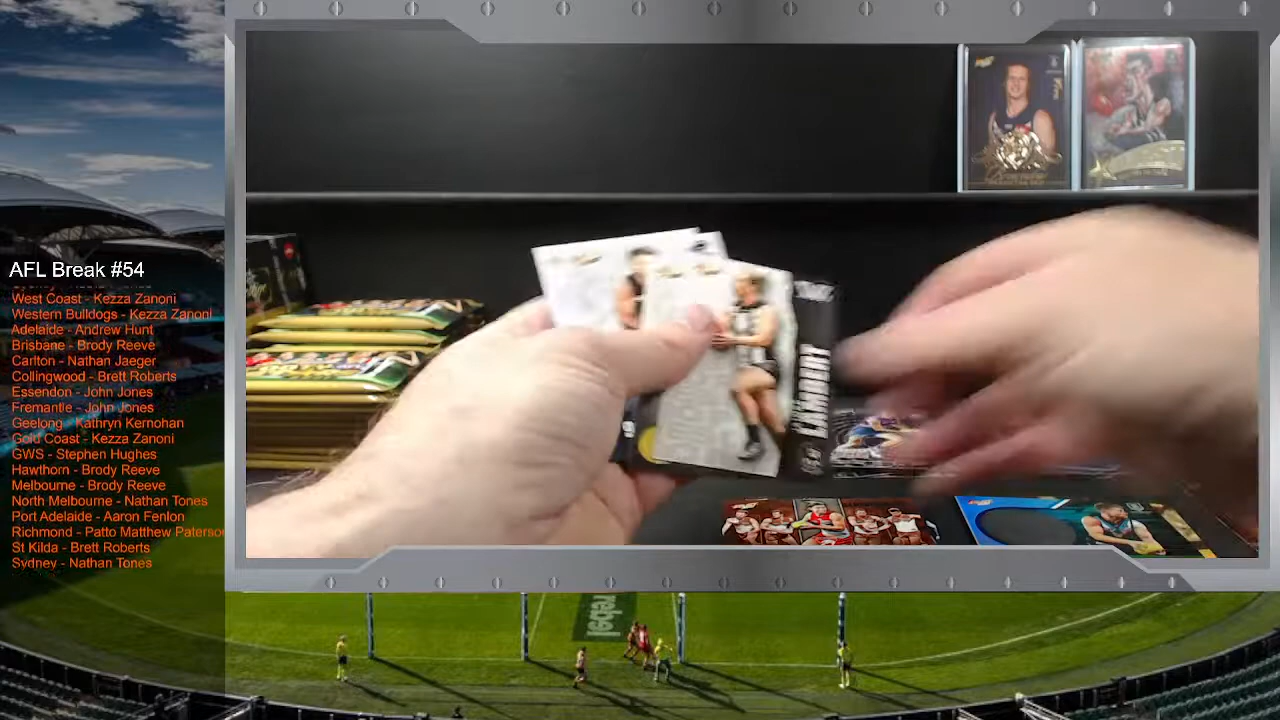 AFL Break #54
West Coast - Kezza Zanoni
Western Bulldogs - Kezza Zanoni
Adelaide - Andrew Hunt
Brisbane - Brody Reeve
Carlton - Nathan Jaeger
Collingwood - Brett Roberts
Essendon - John Jones
Fremantle - John Jones
Geelong - Kathryn Kernohan
Gold Coast - Kezza Zanoni
GWS - Stephen Hughes
Hawthorn - Brody Reeve
Melbourne - Brody Reeve
North Melbourne - Nathan Tones
Port Adelaide - Aaron Fenlon
Richmond - Patto Matthew Paterson
St Kilda - Brett Roberts
Sydney - Nathan Tones
rebel